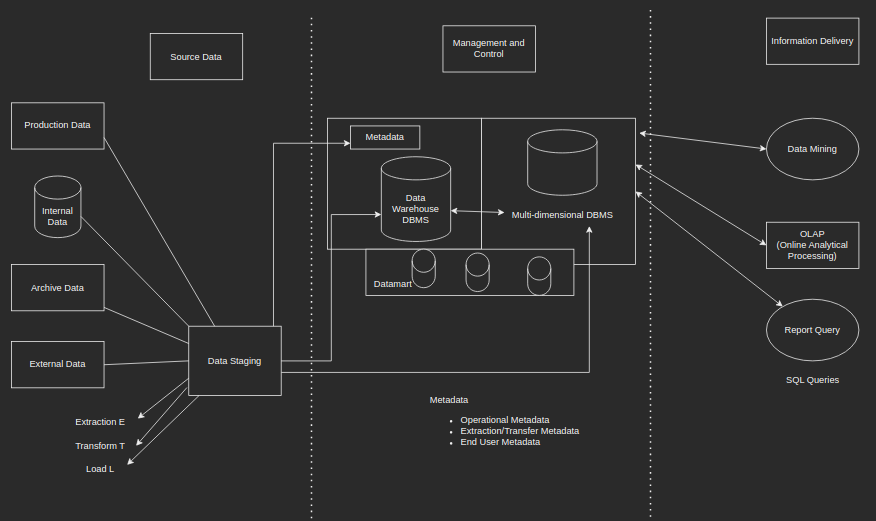 Source Data
Management and
Control
Information Delivery
Production Data
Internal
Data
Archive Data
External Data
Data Staging
Extraction E
Transform T
Load L
Metadata
Data
Warehouse
DBMS
Multi-dimensional DBMS
Datamart
Metadata
• Operational Metadata
• Extraction/Transfer Metadata
• End User Metadata
Data Mining
OLAP
(Online Analytical
Processing)
Report Query
SQL Queries